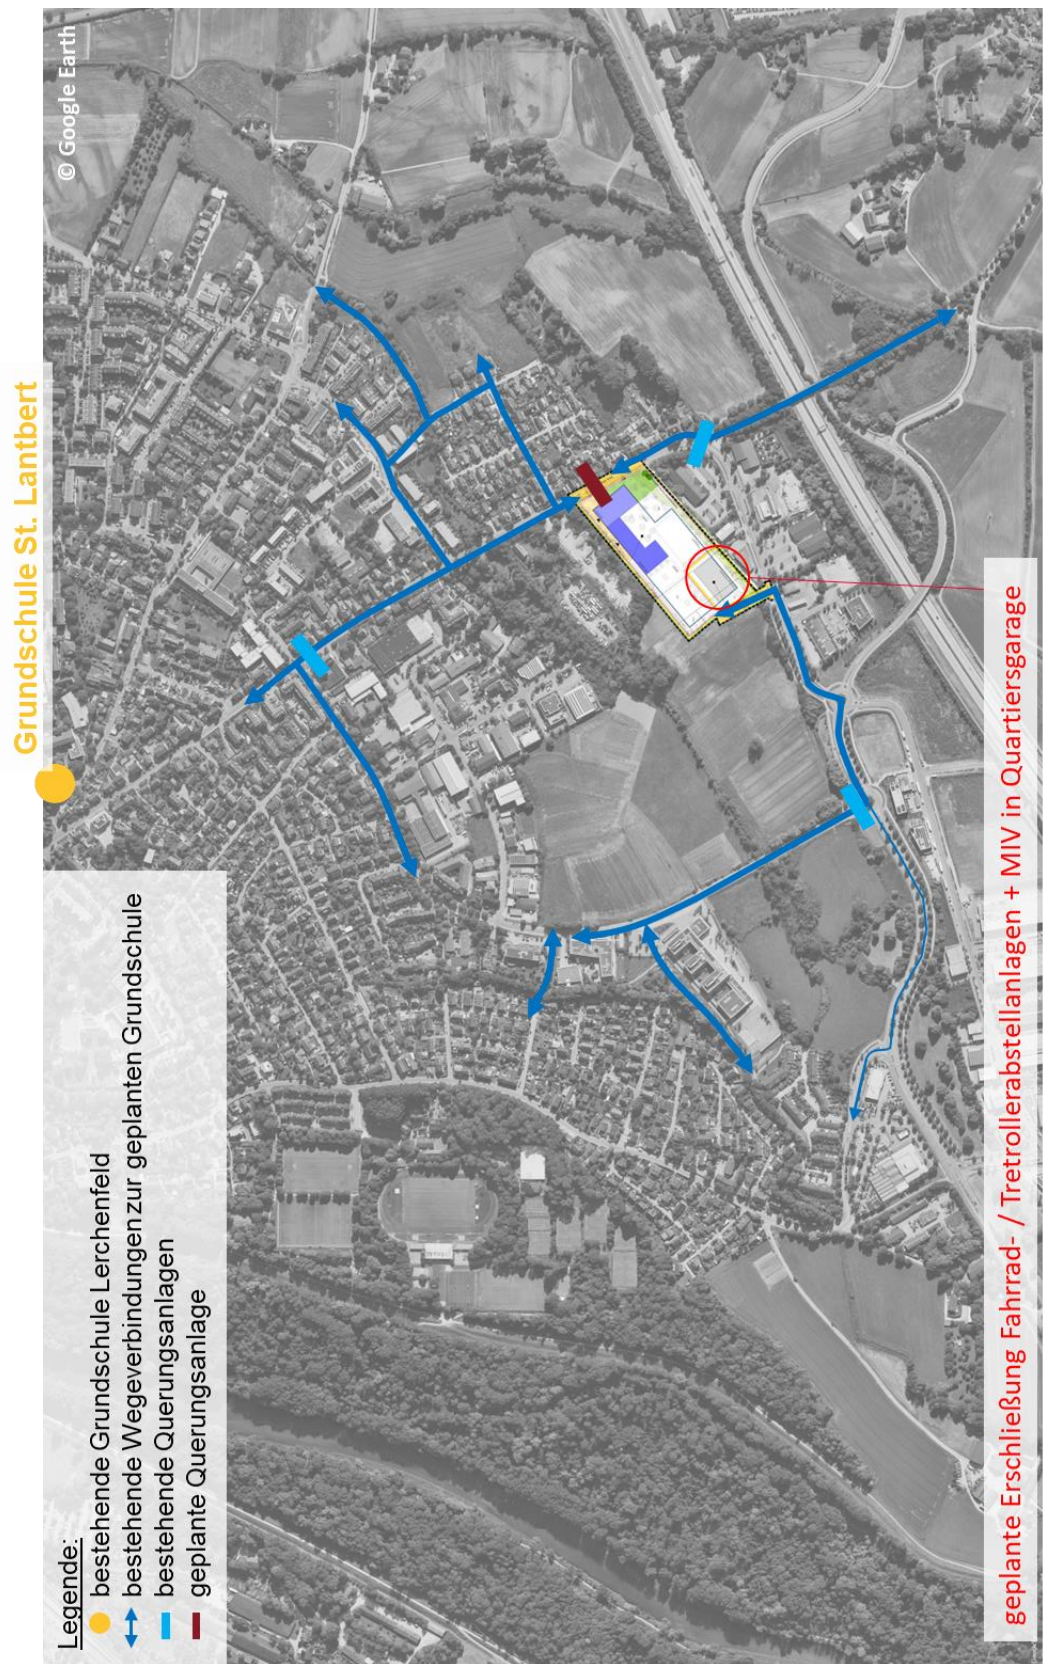 Grundschule St. Lantbert
© Google Earth
Legende:
bestehende Grundschule Lerchenfeld
bestehende Wegeverbindungen zur geplanten Grundschule
bestehende Querungsanlagen
geplante Querungsanlage
geplante Erschließung Fahrrad- / Tretrollerabstellanlagen + MIV in Quartiersgarage